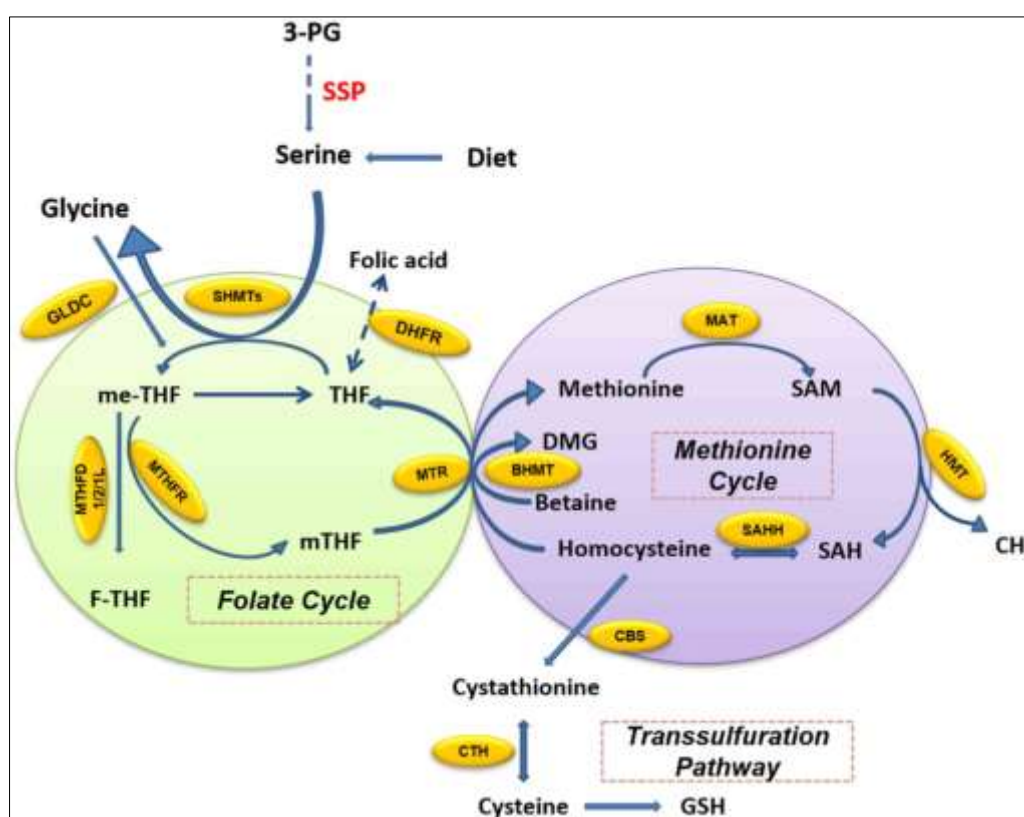 3-PG
SSP
Serine
Diet
Glycine
Folic acid
GLDC
SHMTs
DHFR
MAT
me-THF
THF
Methionine
SAM
DMG
Methionine
Cycle
HMT
MTHFD
1/2/1L
MTHFR
MTR
BHMT
Betaine
SAHH
mTHF
Homocysteine
SAH
CH
F-THF
Folate Cycle
CBS
Cystathionine
CTH
Transsulfuration
Pathway
Cysteine
GSH